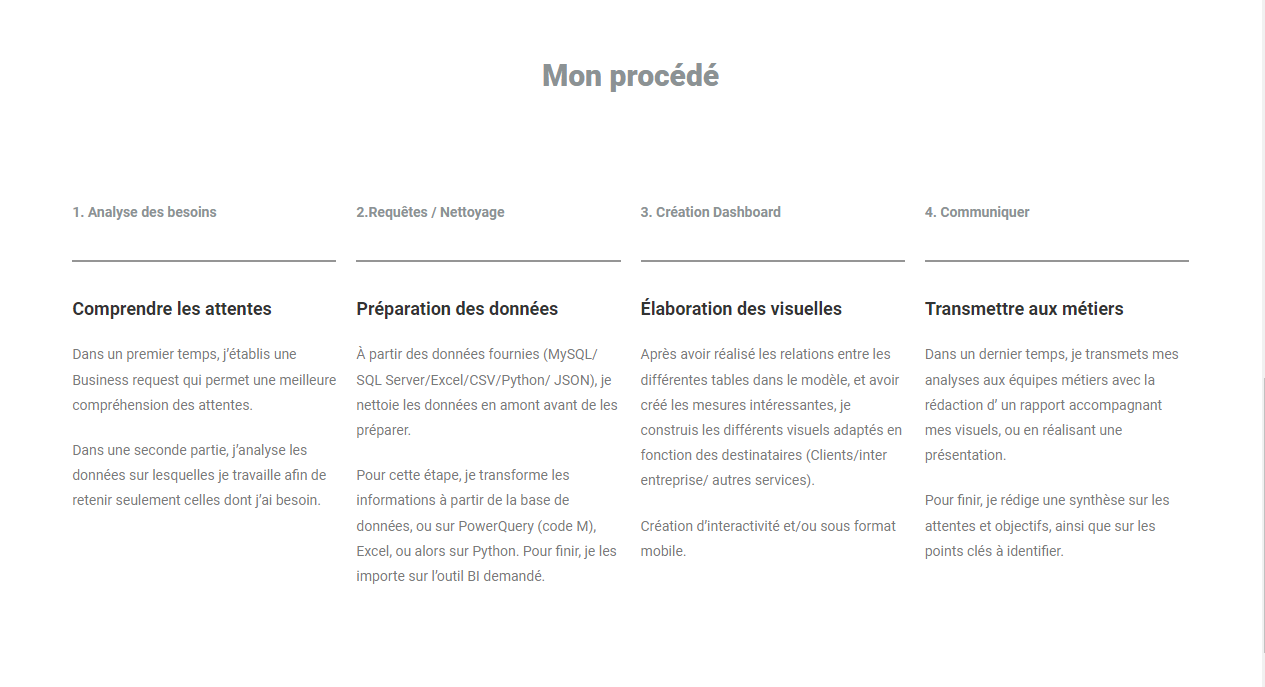 Mon procédé
1. Analyse des besoins
Comprendre les attentes
Dans un premier temps, j’établis une
Business request qui permet une meilleure
compréhension des attentes.
Dans une seconde partie, j’analyse les
données sur lesquelles je travaille afin de
retenir seulement celles dont j’ai besoin.
2.Requêtes / Nettoyage
Préparation des données
À partir des données fournies (MySQL/
SQL Server/Excel/CSV/Python/ JSON), je
nettoie les données en amont avant de les
préparer.
Pour cette étape, je transforme les
informations à partir de la base de
données, ou sur PowerQuery (code M),
Excel, ou alors sur Python. Pour finir, je les
importe sur l’outil BI demandé.
3. Création Dashboard
Élaboration des visuelles
Après avoir réalisé les relations entre les
différentes tables dans le modèle, et avoir
créé les mesures intéressantes, je
construis les différents visuels adaptés en
fonction des destinataires (Clients/inter
entreprise/ autres services).
Création d’interactivité et/ou sous format
mobile.
4. Communiquer
Transmettre aux métiers
Dans un dernier temps, je transmets mes
analyses aux équipes métiers avec la
rédaction d’ un rapport accompagnant
mes visuels, ou en réalisant une
présentation.
Pour finir, je rédige une synthèse sur les
attentes et objectifs, ainsi que sur les
points clés à identifier.